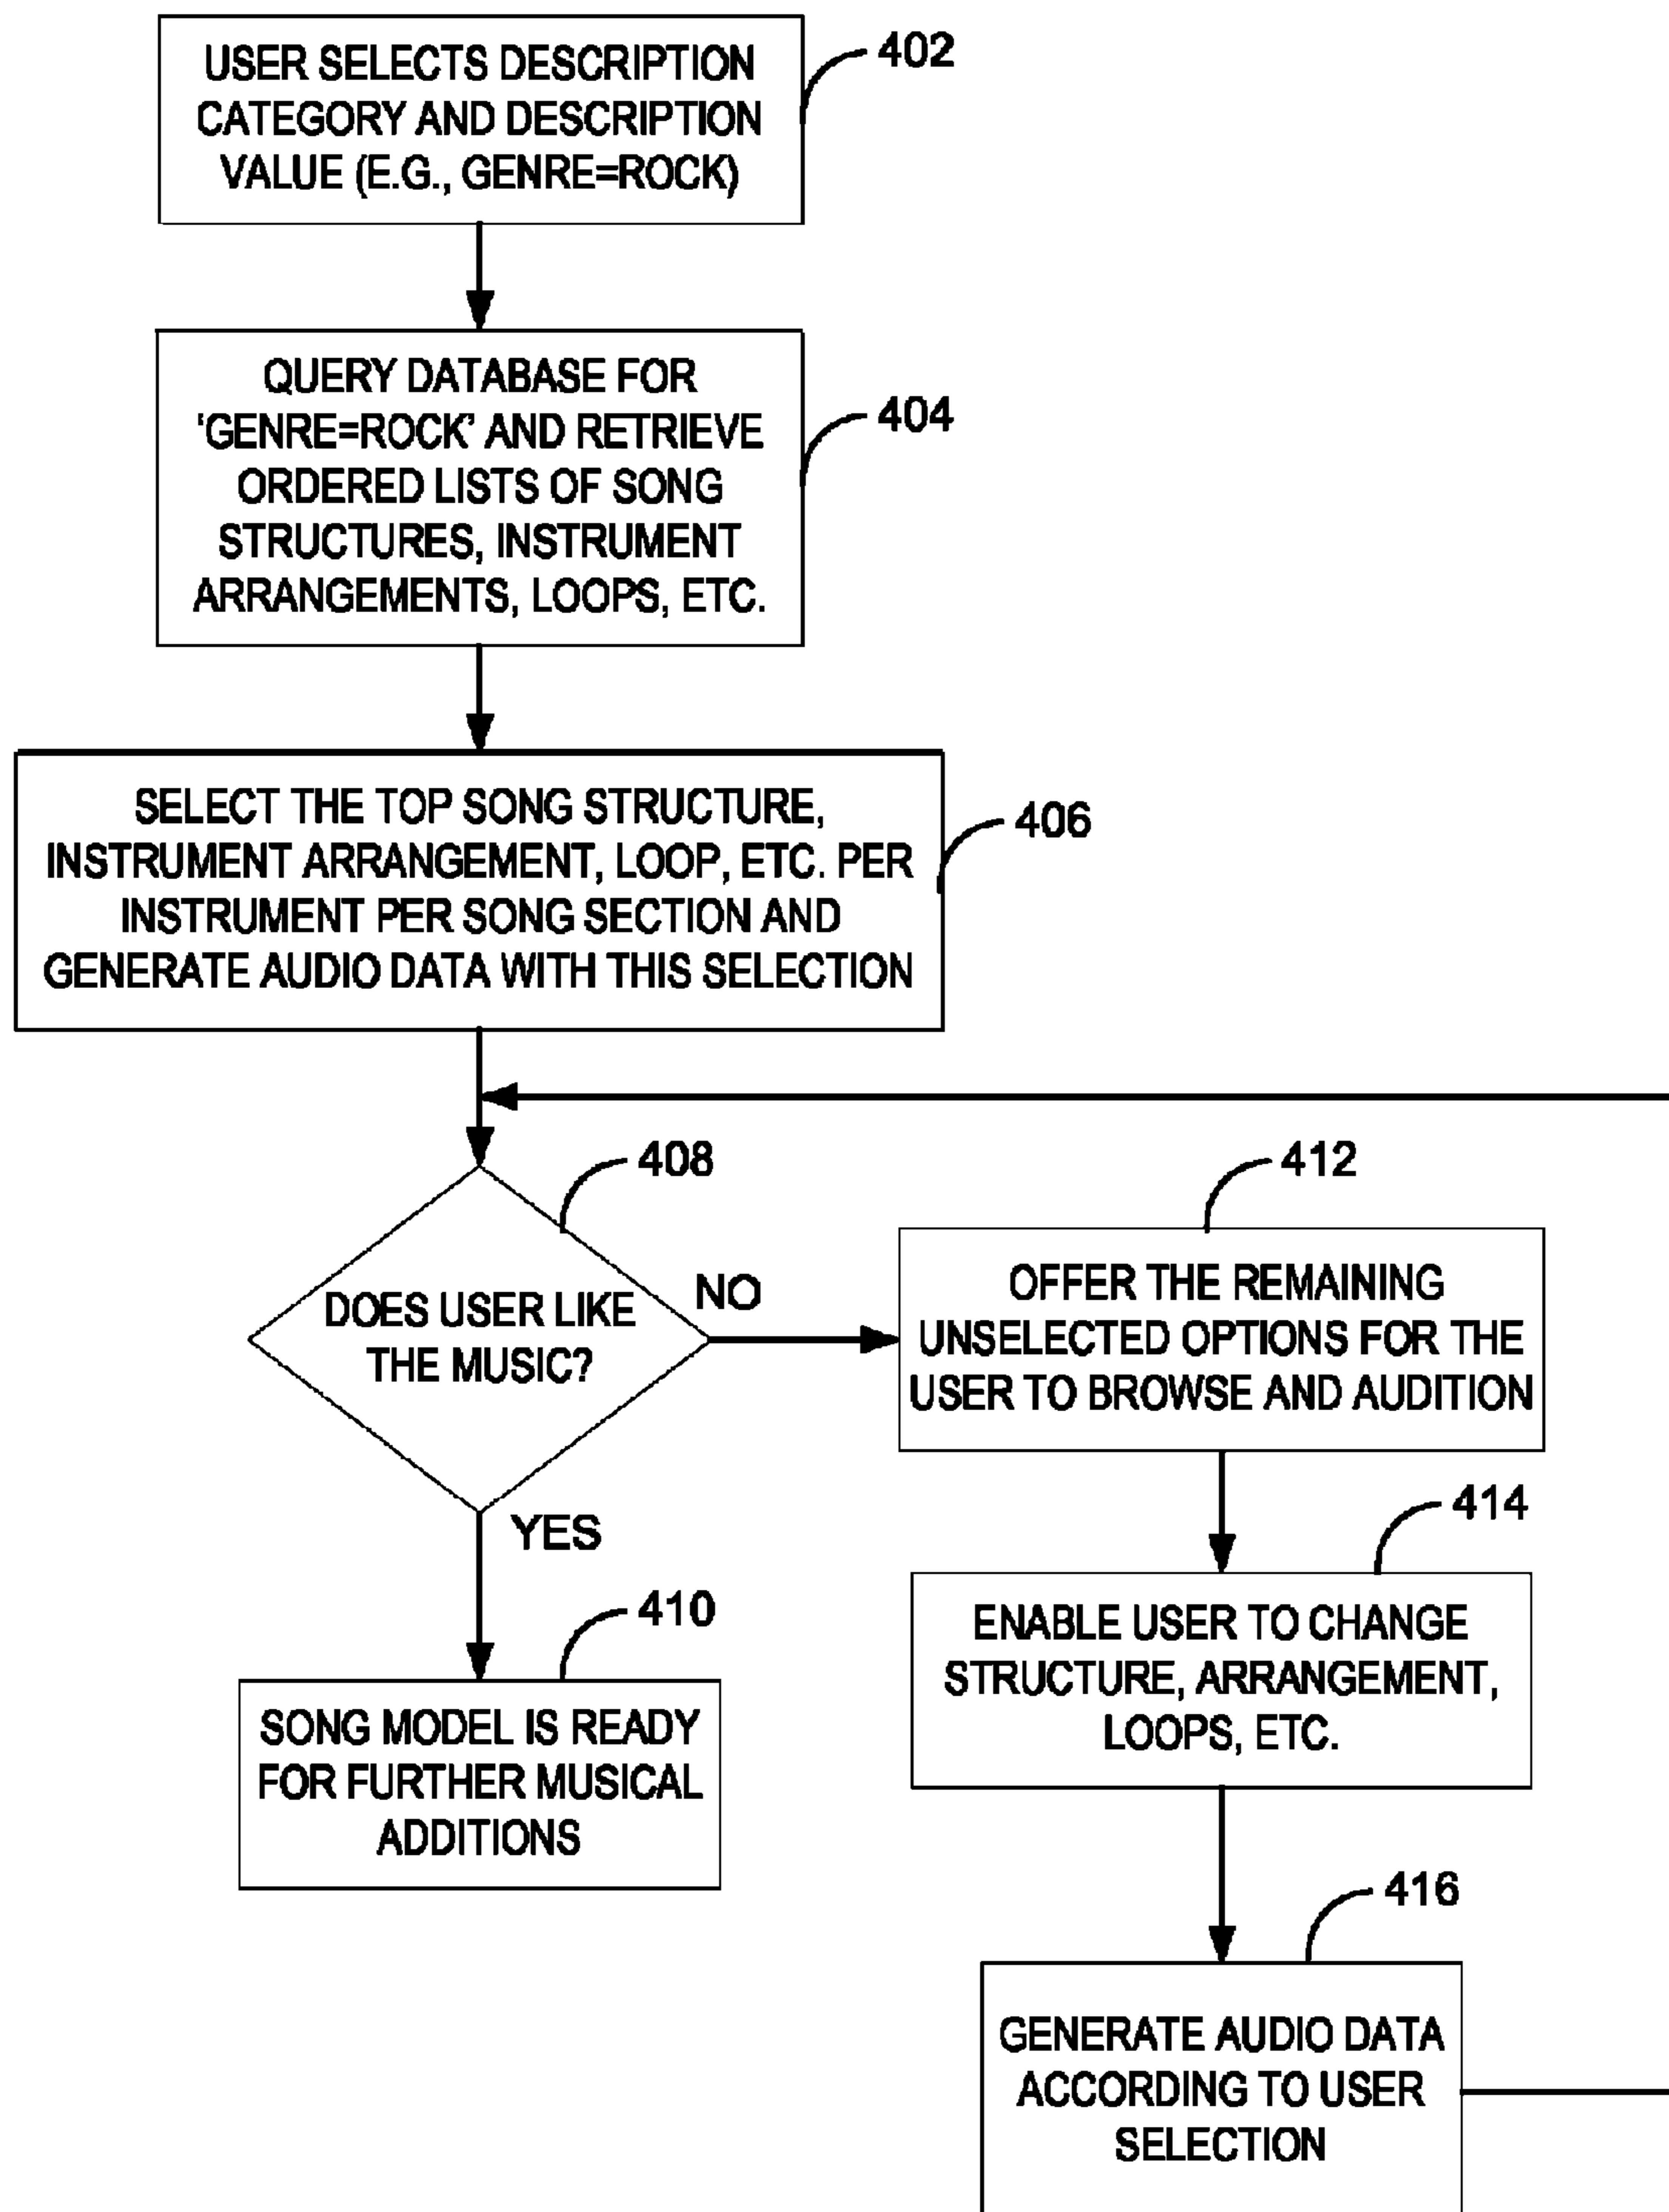 USER SELECTS DESCRIPTION
CATEGORY AND DESCRIPTION
VALUE (E.G., GENRE=ROCK)
402
QUERY DATABASE FOR
'GENRE=ROCK' AND RETRIEVE
ORDERED LISTS OF SONG
STRUCTURES, INSTRUMENT
ARRANGEMENTS, LOOPS, ETC.
404
SELECT THE TOP SONG STRUCTURE,
INSTRUMENT ARRANGEMENT, LOOP, ETC. PER
INSTRUMENT PER SONG SECTION AND
GENERATE AUDIO DATA WITH THIS SELECTION
406
408
DOES USER LIKE
THE MUSIC?
NO
YES
410
SONG MODEL IS READY
FOR FURTHER MUSICAL
ADDITIONS
412
OFFER THE REMAINING
UNSELECTED OPTIONS FOR THE
USER TO BROWSE AND AUDITION
414
ENABLE USER TO CHANGE
STRUCTURE, ARRANGEMENT,
LOOPS, ETC.
416
GENERATE AUDIO DATA
ACCORDING TO USER
SELECTION